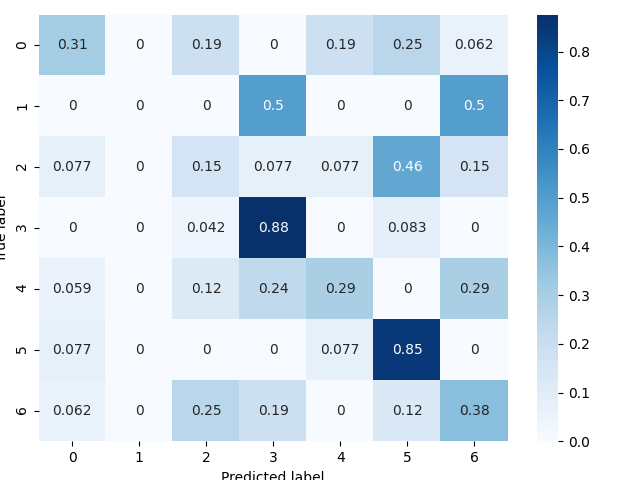 0 0.31 0 0.19 0 0.19 0.25 0.062
1 0 0 0 0.5 0 0 0.5
2 0.077 0 0.15 0.077 0.077 0.46 0.15
3 0 0 0.042 0.88 0 0.083 0
4 0.059 0 0.12 0.24 0.29 0 0.29
5 0.077 0 0 0 0.077 0.85 0
6 0.062 0 0.25 0.19 0 0.12 0.38
0 1 2 3 4 5 6
Predicted label
True label
0.8
0.7
0.6
0.5
0.4
0.3
0.2
0.1
0.0